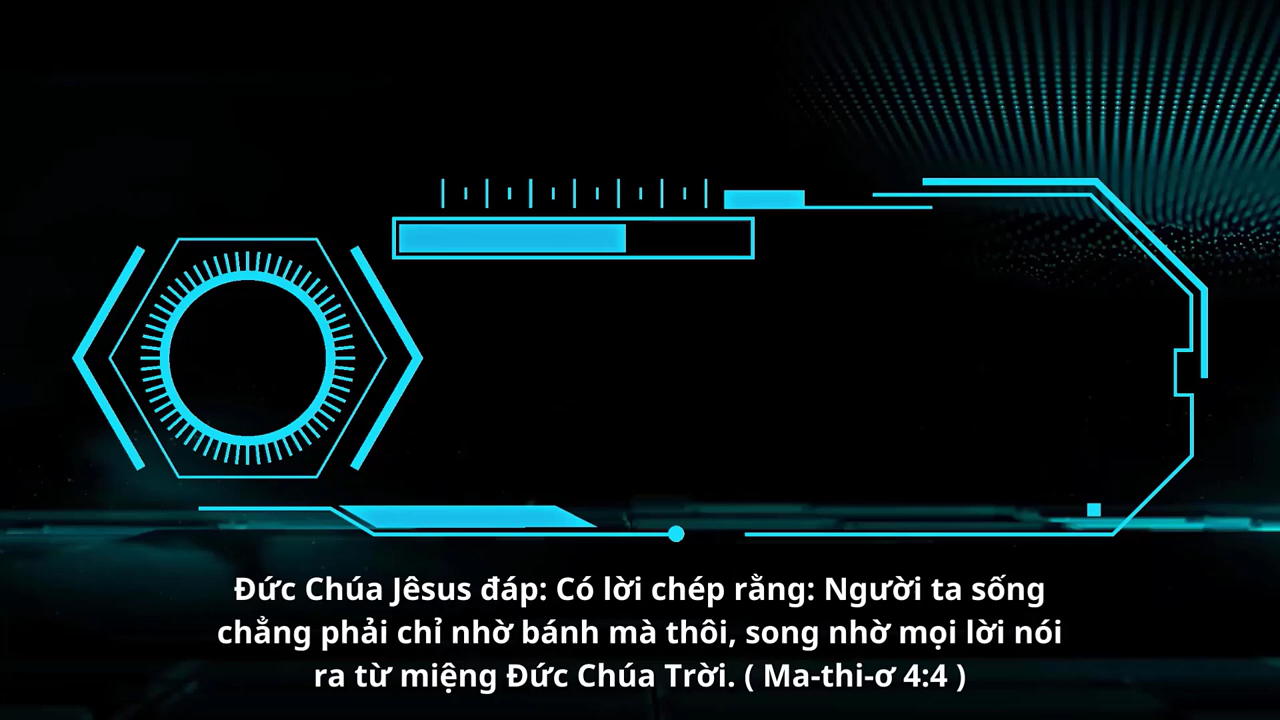 Đức Chúa Jêsus đáp: Có lời chép rằng: Người ta sống
chẳng phải chỉ nhờ bánh mà thôi, song nhờ mọi lời nói
ra từ miệng Đức Chúa Trời. ( Ma-thi-ơ 4:4 )